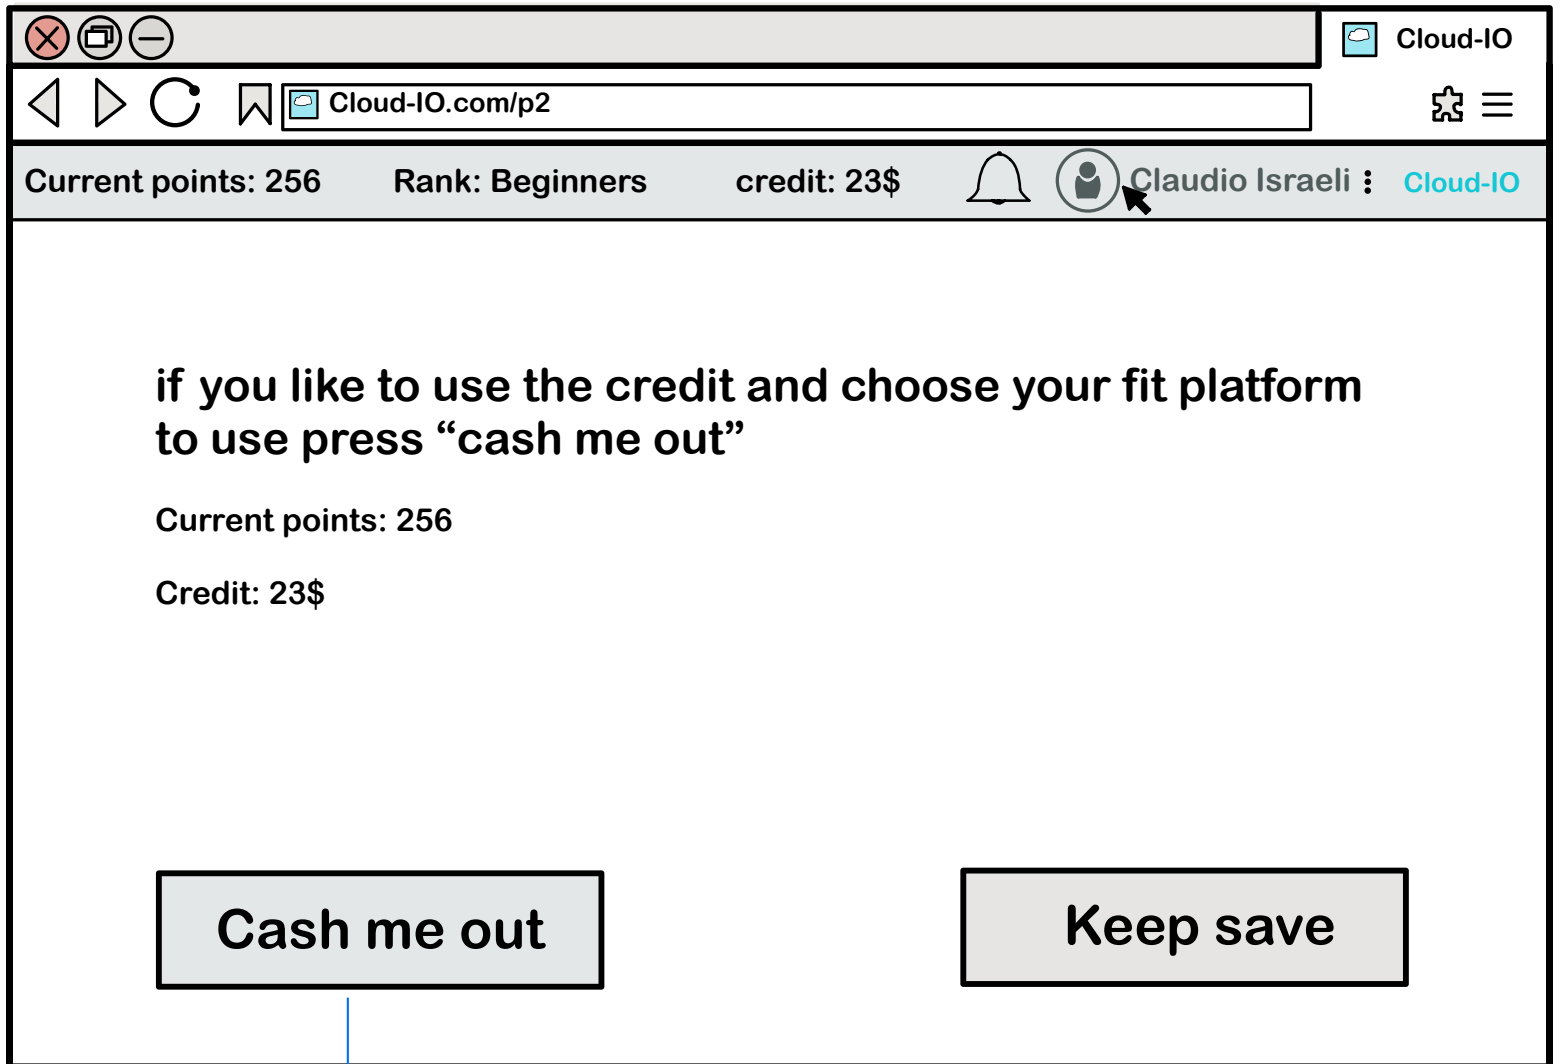 Cloud-IO
Cloud-IO.com/p2
Current points: 256 Rank: Beginners credit: 23$ Claudio Israeli Cloud-IO
if you like to use the credit and choose your fit platform
to use press “cash me out”
Current points: 256
Credit: 23$
Cash me out
Keep save